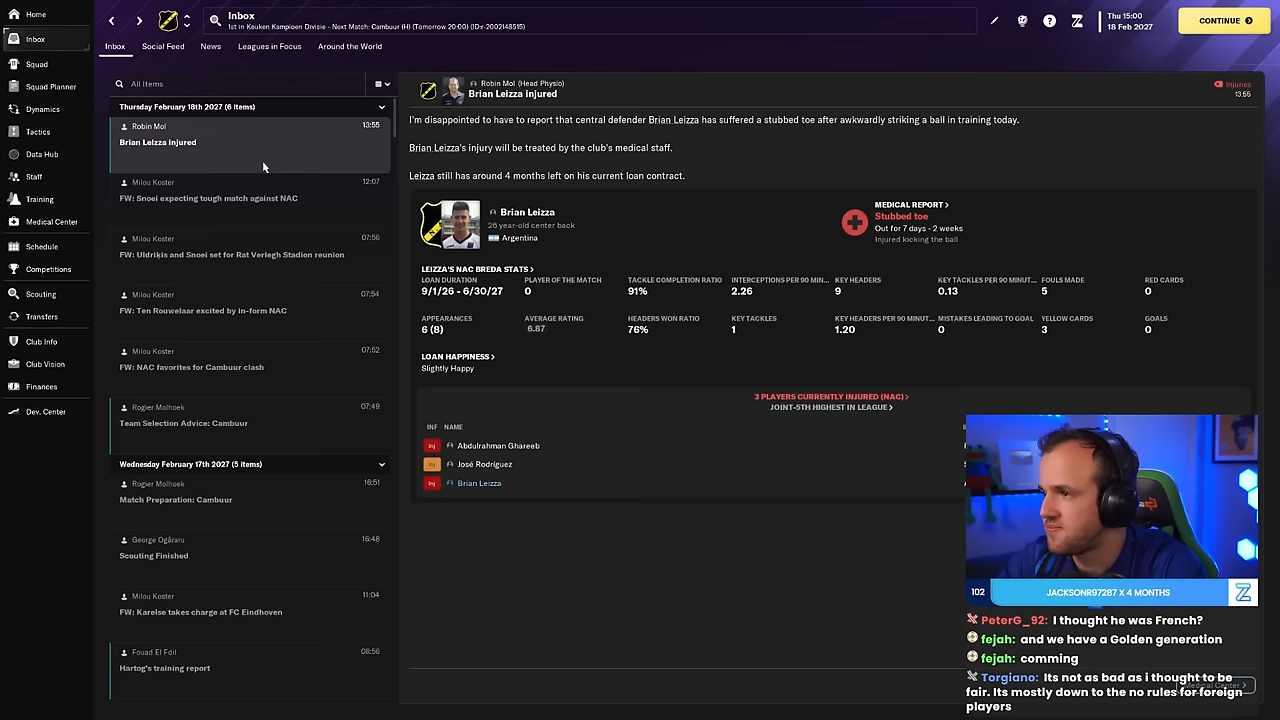 Home
Inbox
Squad
Squad Planner
Dynamics
Tactics
Data Hub
Staff
Training
Medical Center
Schedule
Competitions
Scouting
Transfers
Club Info
Club Vision
Finances
Dev. Center
Inbox
1st in Keuken Kampioen Divisie - Next Match: Cambuur (H) (Tomorrow 20:00) (ID:r-2002148515)
Thu 15:00
18 Feb 2027
CONTINUE
Inbox
Social Feed
News
Leagues in Focus
Around the World
All Items
Thursday February 18th 2027 (6 items)
Robin Mol 13:55
Brian Leizza injured
Milou Koster 12:07
FW: Snoei expecting tough match against NAC
Milou Koster 07:56
FW: Uldriķis and Snoei set for Rat Verlegh Stadion reunion
Milou Koster 07:54
FW: Ten Rouwelaar excited by in-form NAC
Milou Koster 07:52
FW: NAC favorites for Cambuur clash
Rogier Molhoek 07:49
Team Selection Advice: Cambuur
Wednesday February 17th 2027 (5 items)
Rogier Molhoek 16:51
Match Preparation: Cambuur
George Ogăraru 16:48
Scouting Finished
Milou Koster 11:04
FW: Karelse takes charge at FC Eindhoven
Fouad El Fdil 08:56
Hartog's training report
Robin Mol (Head Physio)
Brian Leizza injured
Injuries
13:55
I'm disappointed to have to report that central defender Brian Leizza has suffered a stubbed toe after awkwardly striking a ball in training today.
Brian Leizza's injury will be treated by the club's medical staff.
Leizza still has around 4 months left on his current loan contract.
Brian Leizza
26 year-old center back
Argentina
MEDICAL REPORT >
Stubbed toe
Out for 7 days - 2 weeks
Injured kicking the ball
LEIZZA'S NAC BREDA STATS >
LOAN DURATION PLAYER OF THE MATCH TACKLE COMPLETION RATIO INTERCEPTIONS PER 90 MIN... KEY HEADERS KEY TACKLES PER 90 MINUT... FOULS MADE RED CARDS
9/1/26 - 6/30/27 0 91% 2.26 9 0.13 5 0
APPEARANCES AVERAGE RATING HEADERS WON RATIO KEY TACKLES KEY HEADERS PER 90 MINUT... MISTAKES LEADING TO GOAL YELLOW CARDS GOALS
6 (8) 6.87 76% 1 1.20 0 3 0
LOAN HAPPINESS >
Slightly Happy
3 PLAYERS CURRENTLY INJURED (NAC) >
JOINT-5TH HIGHEST IN LEAGUE >
INF NAME
Inj Abdulrahman Ghareeb
Inj José Rodríguez
Inj Brian Leizza
102 JACKSONR97287 X 4 MONTHS
PeterG_92: I thought he was French?
fejah: and we have a Golden generation
fejah: comming
Torgiano: Its not as bad as i thought to be
fair. Its mostly down to the no rules for foreign
players
Medical Center >